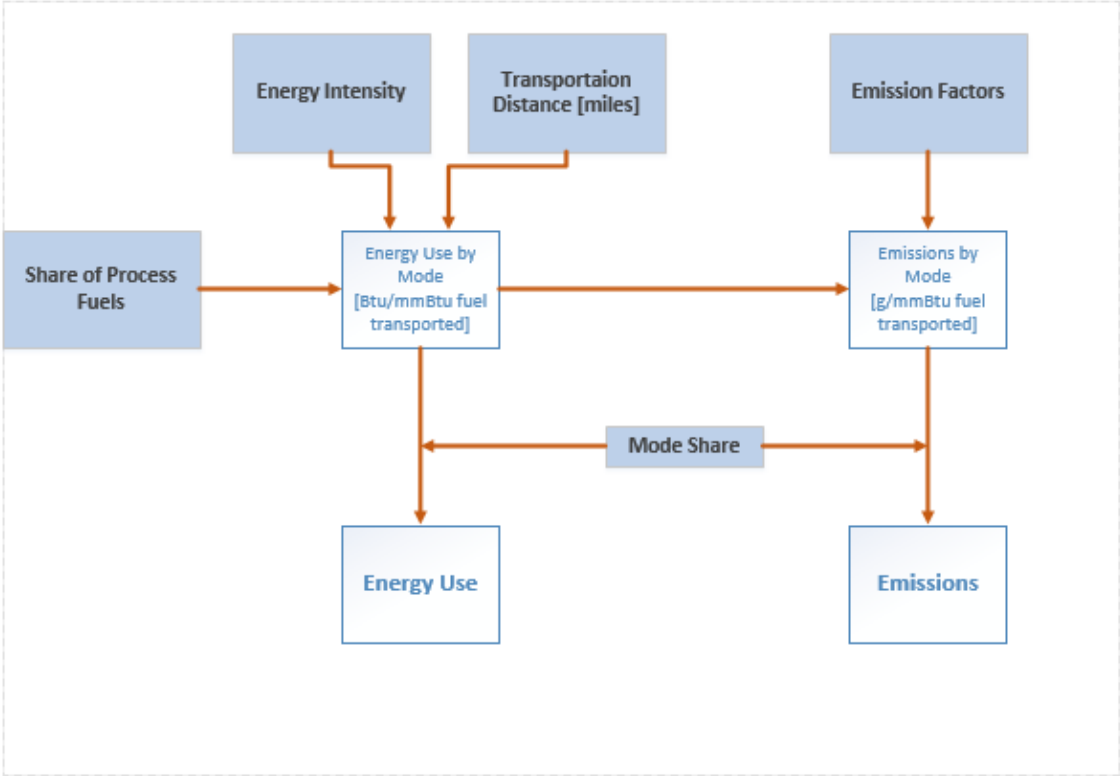 Energy Intensity
Transportaion
Distance [miles]
Emission Factors
Share of Process
Fuels
Energy Use by
Mode
[Btu/mmBtu fuel
transported]
Emissions by
Mode
[g/mmBtu fuel
transported]
Mode Share
Energy Use
Emissions